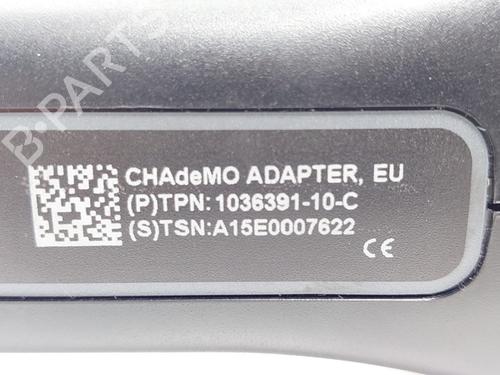 B-PARTS
CHAdeMO ADAPTER, EU
(P)TPN: 1036391-10-C
(S)TSN:A15E0007622
CE